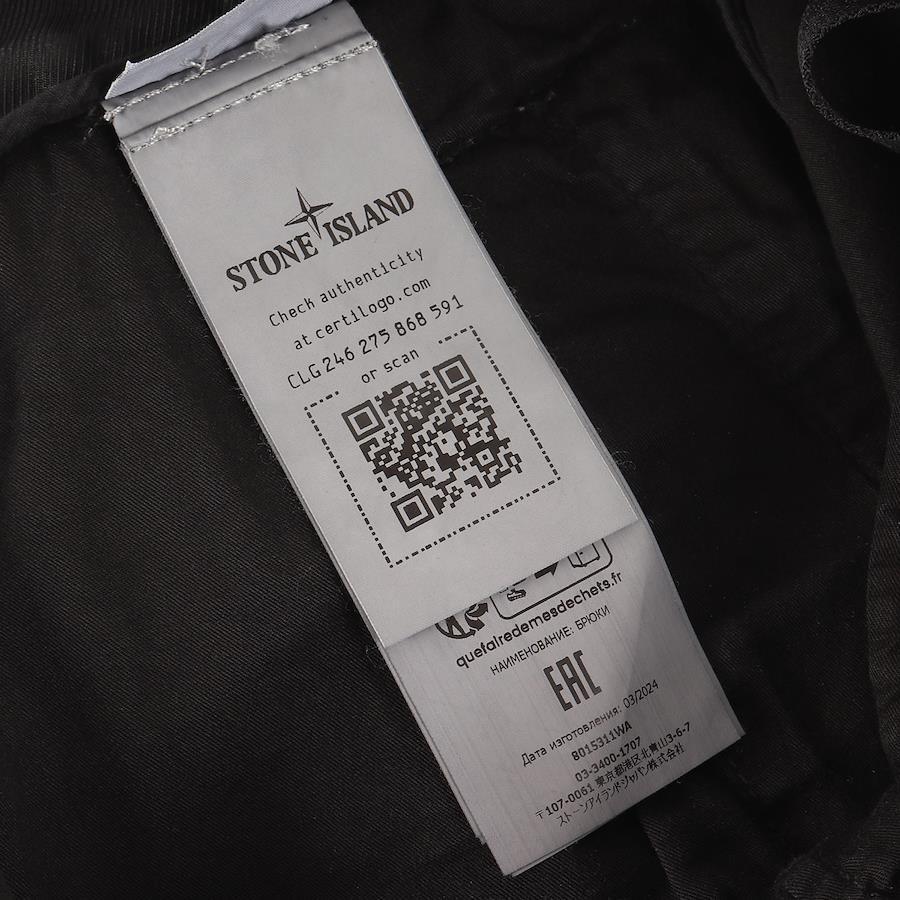 STONE ISLAND
Check authenticity
at certilogo.com
CLG 246 275 868 591
or scan
quefairedemesdechets.fr
НАИМЕНОВАНИЕ: БРЮКИ
EAC
Дата изготовления: 03/2024
8015311WA
03-3400-1707
〒107-0061 東京都港区北青山3-6-7
ストーンアイランドジャパン株式会社